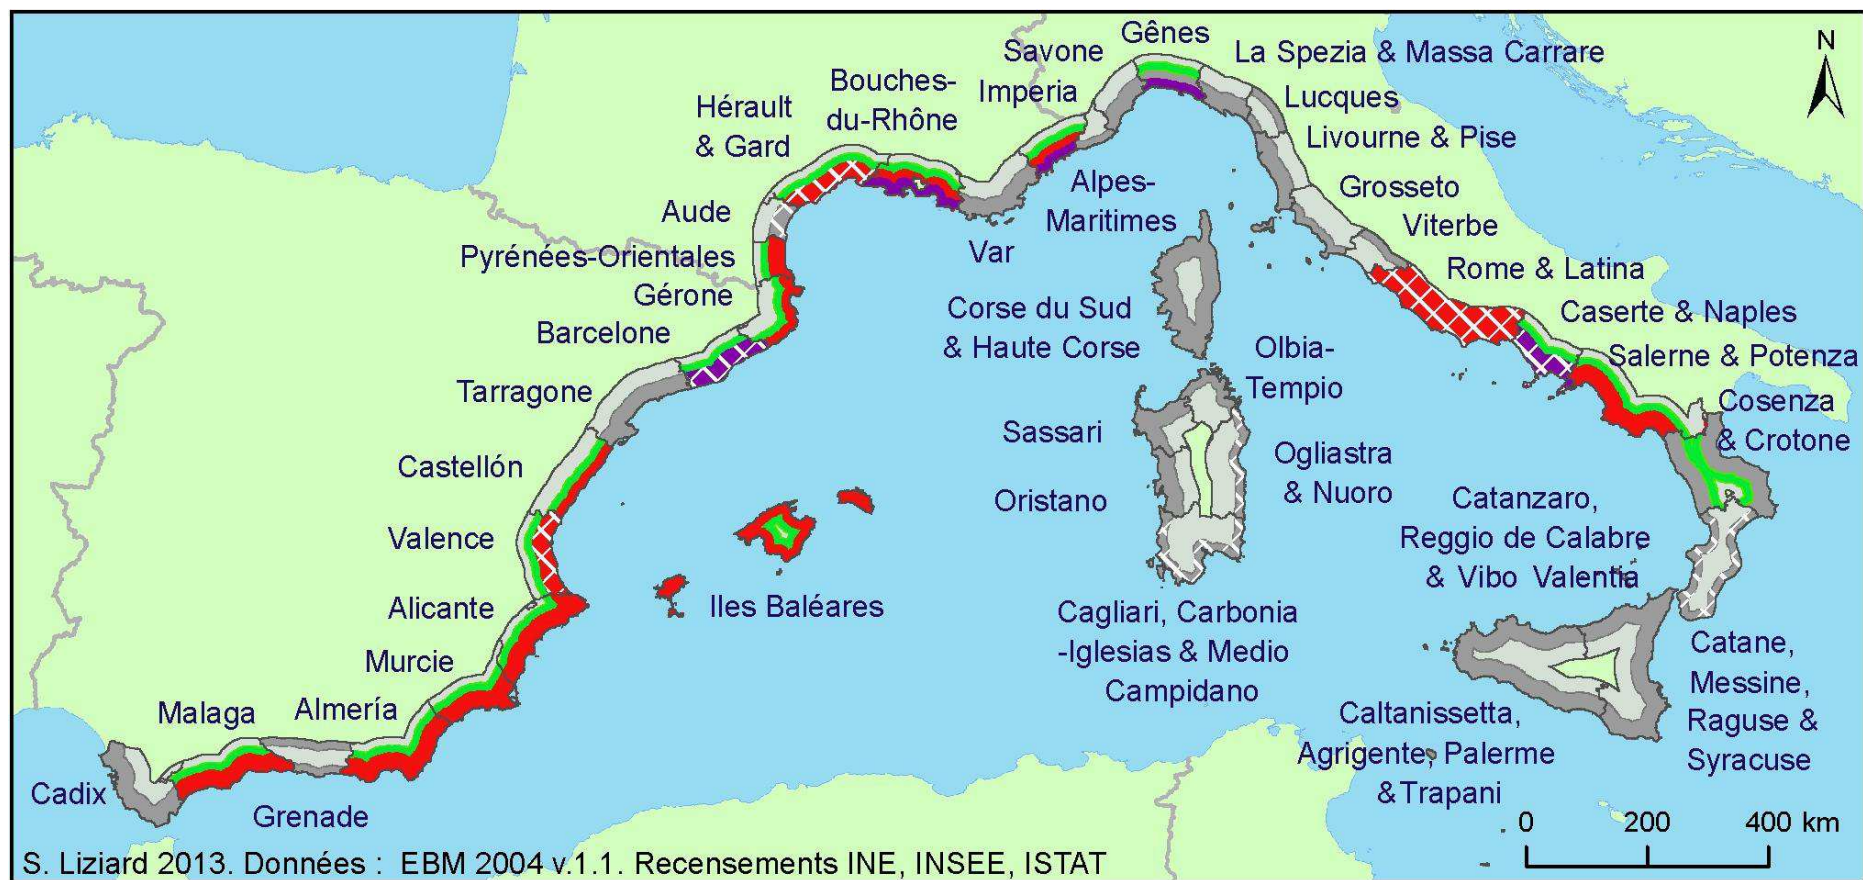 Gênes
Savone
La Spezia & Massa Carrare
Bouches-
du-Rhône
Imperia
Lucques
Hérault
& Gard
Livourne & Pise
Grosseto
Alpes-
Maritimes
Aude
Viterbe
Var
Pyrénées-Orientales
Rome & Latina
Gérone
Corse du Sud
& Haute Corse
Caserte & Naples
Barcelone
Olbia-
Tempio
Salerne & Potenza
Tarragone
Cosenza
& Crotone
Sassari
Castellón
Ogliastra
& Nuoro
Oristano
Catanzaro,
Reggio de Calabre
& Vibo Valentia
Valence
Alicante
Iles Baléares
Cagliari, Carbonia
-Iglesias & Medio
Campidano
Murcie
Catane,
Messine,
Raguse &
Syracuse
Malaga
Almería
Caltanissetta,
Agrigente, Palerme
& Trapani
Cadix
Grenade
N
0 200 400 km
S. Liziard 2013. Données : EBM 2004 v.1.1. Recensements INE, INSEE, ISTAT